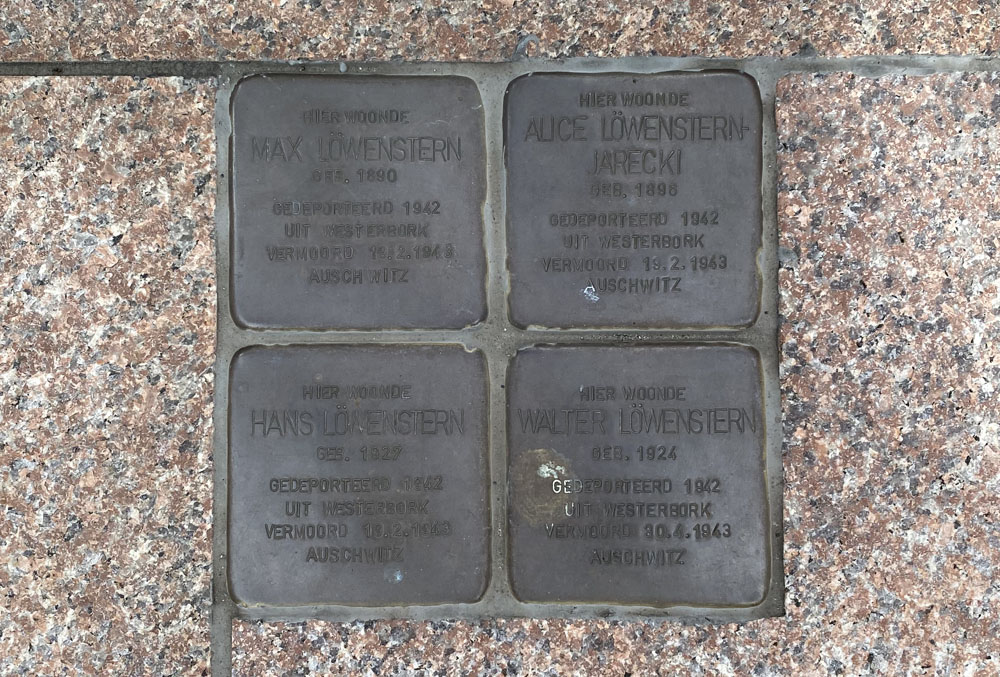 HIER WOONDE
MAX LÖWENSTERN
GEB. 1890
GEDEPORTEERD 1942
UIT WESTERBORK
VERMOORD 19.2.1943
AUSCHWITZ
HIER WOONDE
ALICE LÖWENSTERN-
JARECKI
GEB. 1898
GEDEPORTEERD 1942
UIT WESTERBORK
VERMOORD 19.2.1943
AUSCHWITZ
HIER WOONDE
HANS LÖWENSTERN
GEB. 1927
GEDEPORTEERD 1942
UIT WESTERBORK
VERMOORD 19.2.1943
AUSCHWITZ
HIER WOONDE
WALTER LÖWENSTERN
GEB. 1924
GEDEPORTEERD 1942
UIT WESTERBORK
VERMOORD 30.4.1943
AUSCHWITZ